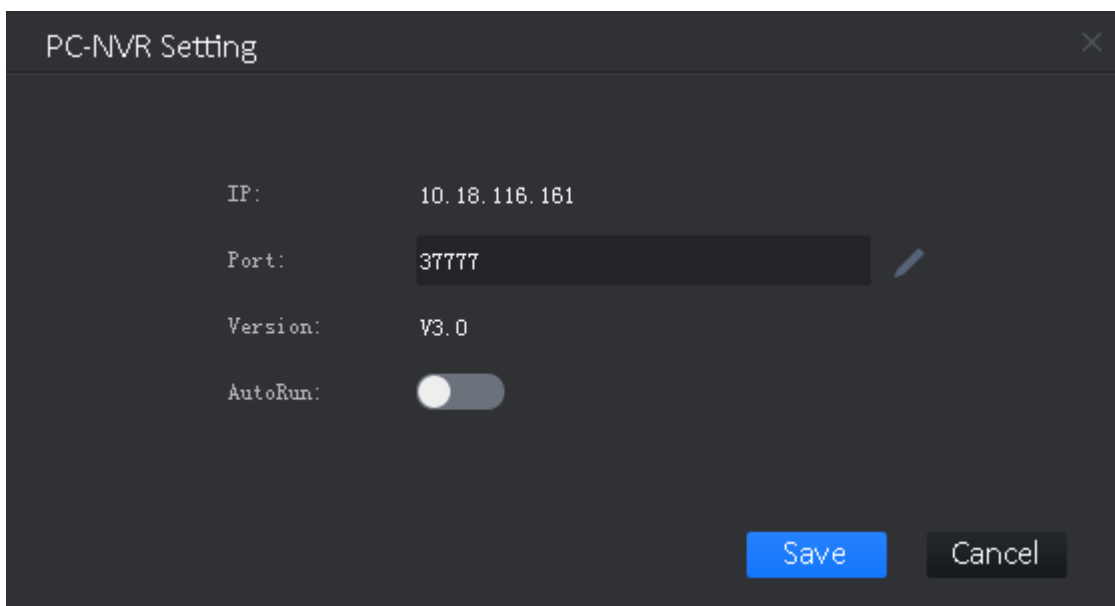 PC-NVR Setting
IP: 10.18.116.161
Port: 37777
Version: V3.0
AutoRun:
Save Cancel